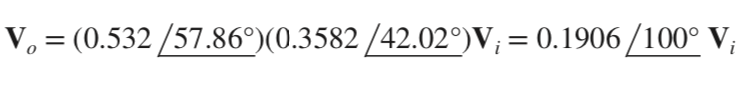 V_o = (0.532 /57.86°)(0.3582 /42.02°)V_i = 0.1906 /100° V_i